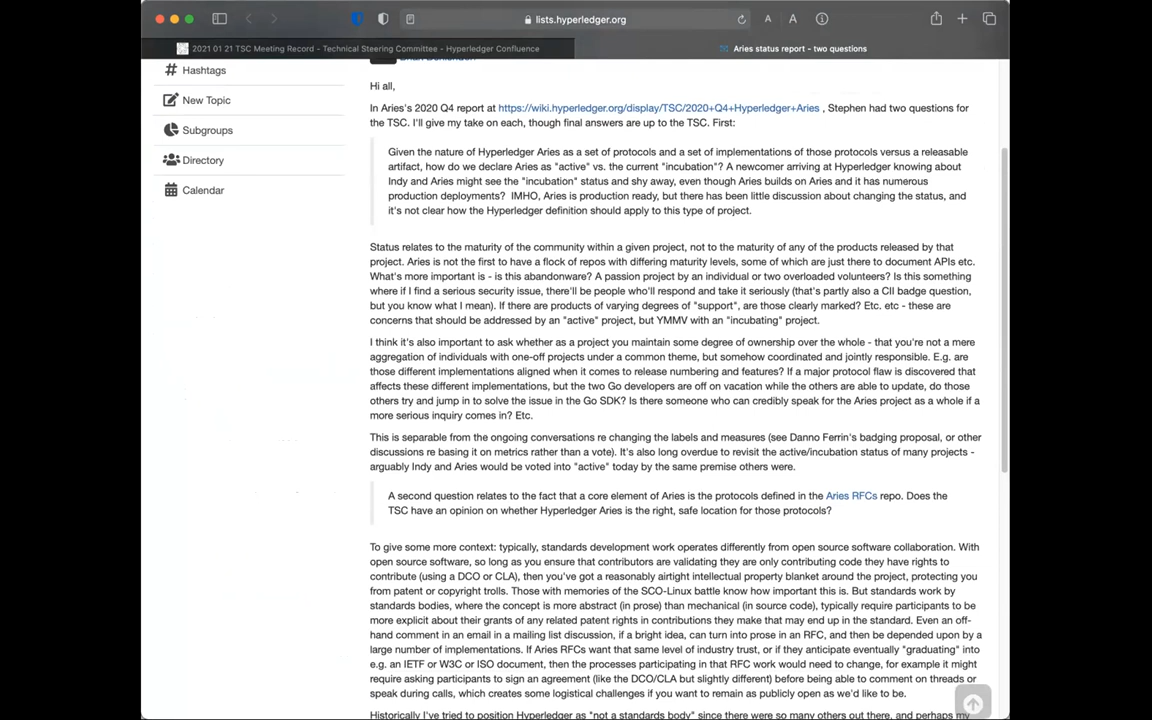 lists.hyperledger.org
A A
2021 01 21 TSC Meeting Record - Technical Steering Committee - Hyperledger Confluence
Aries status report - two questions
Hashtags
New Topic
Subgroups
Directory
Calendar
Hi all,
In Aries's 2020 Q4 report at https://wiki.hyperledger.org/display/TSC/2020+Q4+Hyperledger+Aries , Stephen had two questions for
the TSC. I'll give my take on each, though final answers are up to the TSC. First:
Given the nature of Hyperledger Aries as a set of protocols and a set of implementations of those protocols versus a releasable
artifact, how do we declare Aries as "active" vs. the current "incubation"? A newcomer arriving at Hyperledger knowing about
Indy and Aries might see the "incubation" status and shy away, even though Aries builds on Aries and it has numerous
production deployments? IMHO, Aries is production ready, but there has been little discussion about changing the status, and
it's not clear how the Hyperledger definition should apply to this type of project.
Status relates to the maturity of the community within a given project, not to the maturity of any of the products released by that
project. Aries is not the first to have a flock of repos with differing maturity levels, some of which are just there to document APIs etc.
What's more important is - is this abandonware? A passion project by an individual or two overloaded volunteers? Is this something
where if I find a serious security issue, there'll be people who'll respond and take it seriously (that's partly also a CII badge question,
but you know what I mean). If there are products of varying degrees of "support", are those clearly marked? Etc. etc - these are
concerns that should be addressed by an "active" project, but YMMV with an "incubating" project.
I think it's also important to ask whether as a project you maintain some degree of ownership over the whole - that you're not a mere
aggregation of individuals with one-off projects under a common theme, but somehow coordinated and jointly responsible. E.g. are
those different implementations aligned when it comes to release numbering and features? If a major protocol flaw is discovered that
affects these different implementations, but the two Go developers are off on vacation while the others are able to update, do those
others try and jump in to solve the issue in the Go SDK? Is there someone who can credibly speak for the Aries project as a whole if a
more serious inquiry comes in? Etc.
This is separable from the ongoing conversations re changing the labels and measures (see Danno Ferrin's badging proposal, or other
discussions re basing it on metrics rather than a vote). It's also long overdue to revisit the active/incubation status of many projects -
arguably Indy and Aries would be voted into "active" today by the same premise others were.
A second question relates to the fact that a core element of Aries is the protocols defined in the Aries RFCs repo. Does the
TSC have an opinion on whether Hyperledger Aries is the right, safe location for those protocols?
To give some more context: typically, standards development work operates differently from open source software collaboration. With
open source software, so long as you ensure that contributors are validating they are only contributing code they have rights to
contribute (using a DCO or CLA), then you've got a reasonably airtight intellectual property blanket around the project, protecting you
from patent or copyright trolls. Those with memories of the SCO-Linux battle know how important this is. But standards work by
standards bodies, where the concept is more abstract (in prose) than mechanical (in source code), typically require participants to be
more explicit about their grants of any related patent rights in contributions they make that may end up in the standard. Even an off-
hand comment in an email in a mailing list discussion, if a bright idea, can turn into prose in an RFC, and then be depended upon by a
large number of implementations. If Aries RFCs want that same level of industry trust, or if they anticipate eventually "graduating" into
e.g. an IETF or W3C or ISO document, then the processes participating in that RFC work would need to change, for example it might
require asking participants to sign an agreement (like the DCO/CLA but slightly different) before being able to comment on threads or
speak during calls, which creates some logistical challenges if you want to remain as publicly open as we'd like to be.
Historically I've tried to position Hyperledger as "not a standards body" since there were so many others out there, and perhaps my